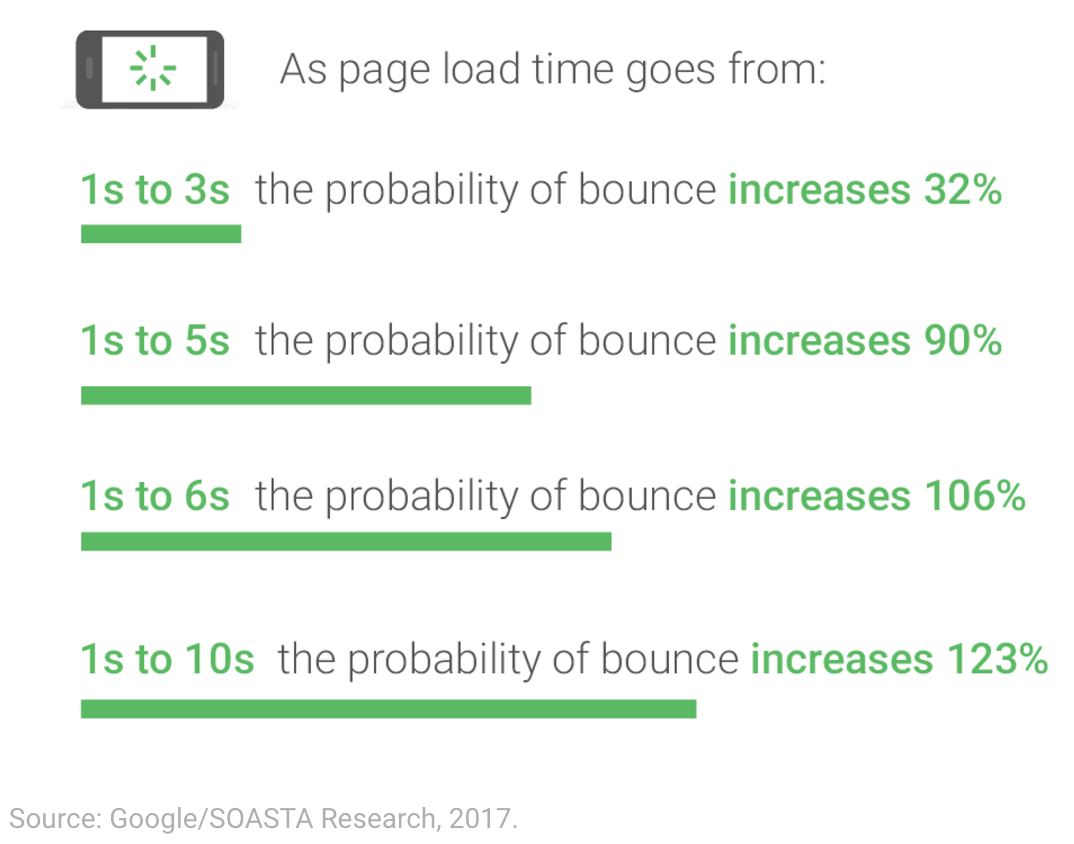 As page load time goes from:
1s to 3s the probability of bounce increases 32%
1s to 5s the probability of bounce increases 90%
1s to 6s the probability of bounce increases 106%
1s to 10s the probability of bounce increases 123%
Source: Google/SOASTA Research, 2017.